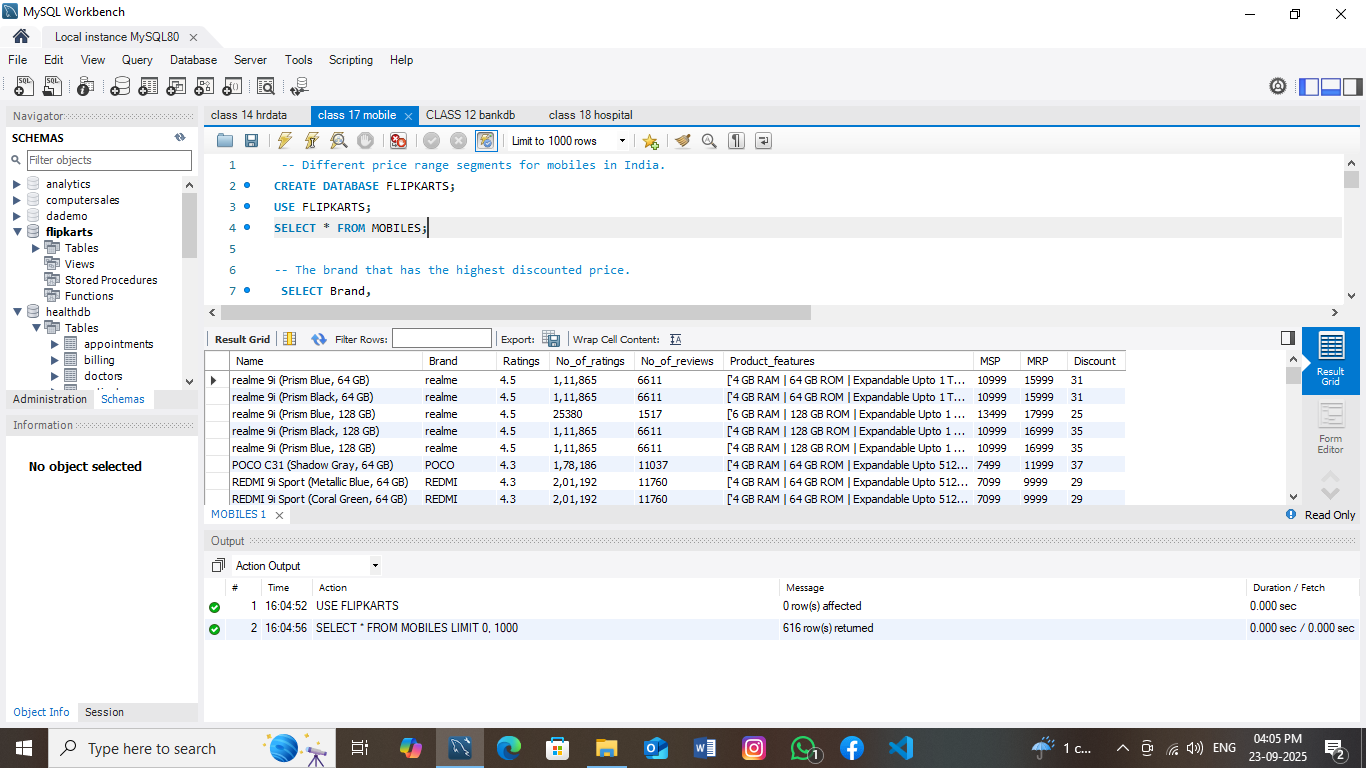 MySQL Workbench
Local instance MySQL80
File Edit View Query Database Server Tools Scripting Help
Navigator
SCHEMAS
Filter objects
analytics
computersales
dademo
flipkarts
Tables
Views
Stored Procedures
Functions
healthdb
Tables
appointments
billing
doctors
Administration Schemas
Information
No object selected
Object Info Session
class 14 hrdata class 17 mobile CLASS 12 bankdb class 18 hospital
Limit to 1000 rows
1 -- Different price range segments for mobiles in India.
2 CREATE DATABASE FLIPKARTS;
3 USE FLIPKARTS;
4 SELECT * FROM MOBILES;
5
6 -- The brand that has the highest discounted price.
7 SELECT Brand,
Result Grid Filter Rows: Export: Wrap Cell Content:
Name Brand Ratings No_of_ratings No_of_reviews Product_features MSP MRP Discount
realme 9i (Prism Blue, 64 GB) realme 4.5 1,11,865 6611 ['4 GB RAM | 64 GB ROM | Expandable Upto 1 T... 10999 15999 31
realme 9i (Prism Black, 64 GB) realme 4.5 1,11,865 6611 ['4 GB RAM | 64 GB ROM | Expandable Upto 1 T... 10999 15999 31
realme 9i (Prism Blue, 128 GB) realme 4.5 25380 1517 ['6 GB RAM | 128 GB ROM | Expandable Upto 1 ... 13499 17999 25
realme 9i (Prism Black, 128 GB) realme 4.5 1,11,865 6611 ['4 GB RAM | 128 GB ROM | Expandable Upto 1 ... 10999 16999 35
realme 9i (Prism Blue, 128 GB) realme 4.5 1,11,865 6611 ['4 GB RAM | 128 GB ROM | Expandable Upto 1 ... 10999 16999 35
POCO C31 (Shadow Gray, 64 GB) POCO 4.3 1,78,186 11037 ['4 GB RAM | 64 GB ROM | Expandable Upto 512... 7499 11999 37
REDMI 9i Sport (Metallic Blue, 64 GB) REDMI 4.3 2,01,192 11760 ['4 GB RAM | 64 GB ROM | Expandable Upto 512... 7099 9999 29
REDMI 9i Sport (Coral Green, 64 GB) REDMI 4.3 2,01,192 11760 ['4 GB RAM | 64 GB ROM | Expandable Upto 512... 7099 9999 29
Result
Grid
Form
Editor
MOBILES 1
Read Only
Output
Action Output
# Time Action Message Duration / Fetch
1 16:04:52 USE FLIPKARTS 0 row(s) affected 0.000 sec
2 16:04:56 SELECT * FROM MOBILES LIMIT 0, 1000 616 row(s) returned 0.000 sec / 0.000 sec
Type here to search
1
1 c...
ENG
04:05 PM
23-09-2025
2